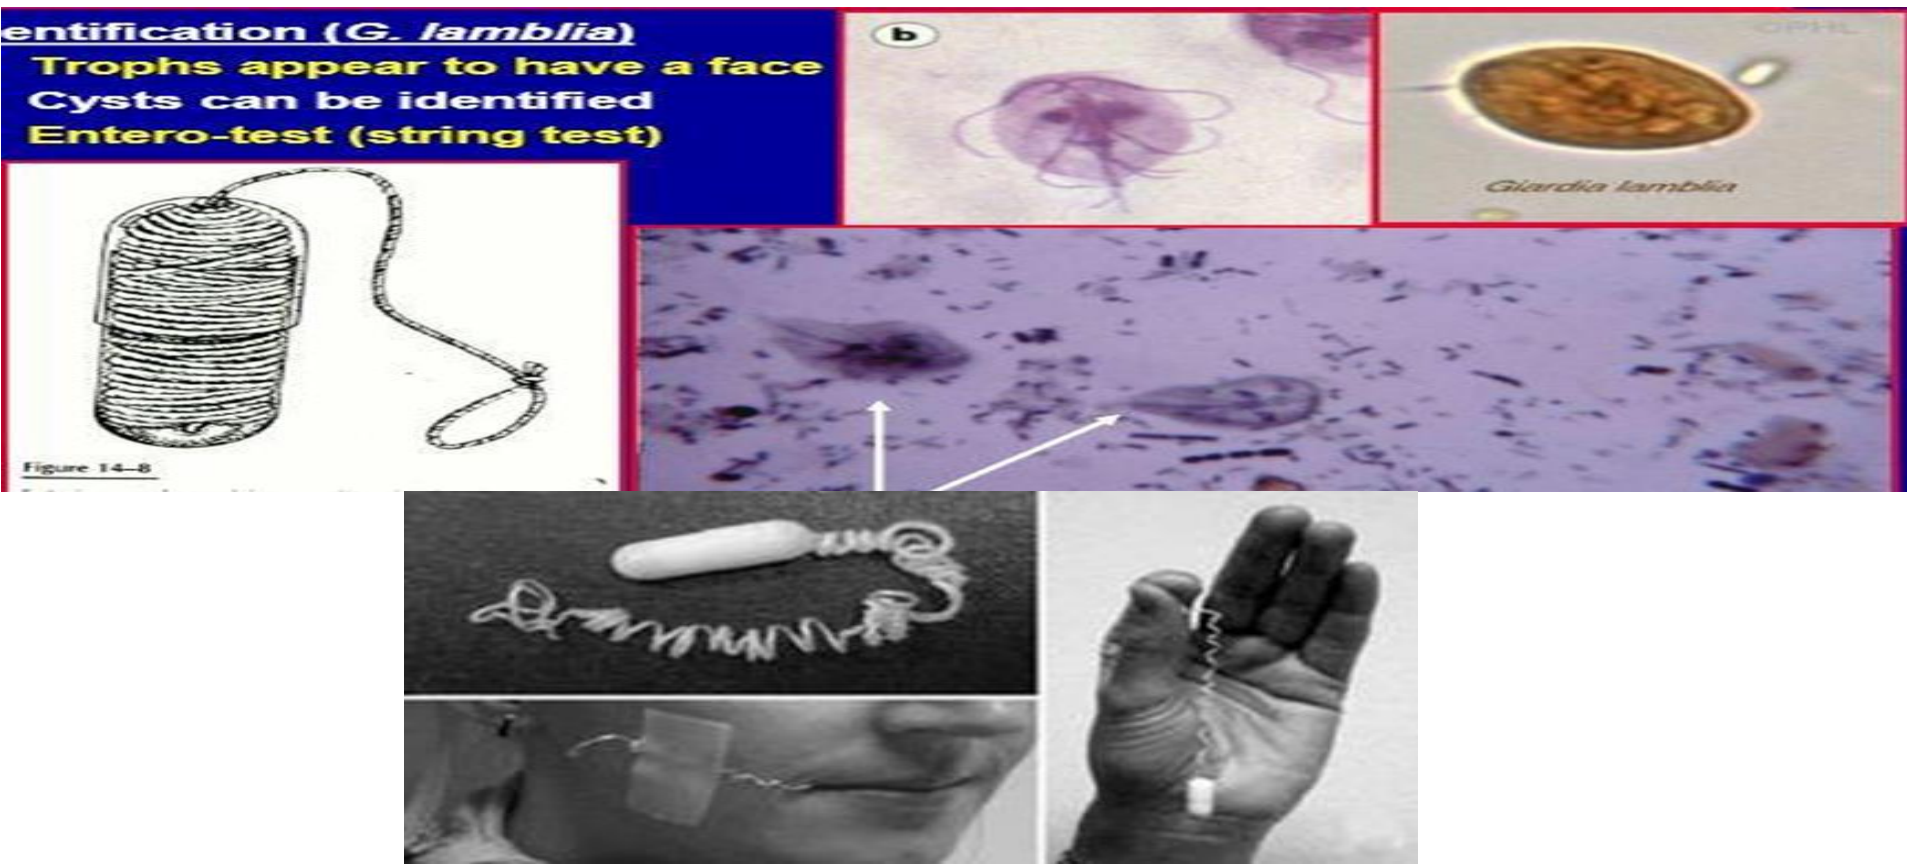 entification (G. lamblia)
Trophs appear to have a face
Cysts can be identified
Entero-test (string test)
b
OPHL
Giardia lamblia
Figure 14–8